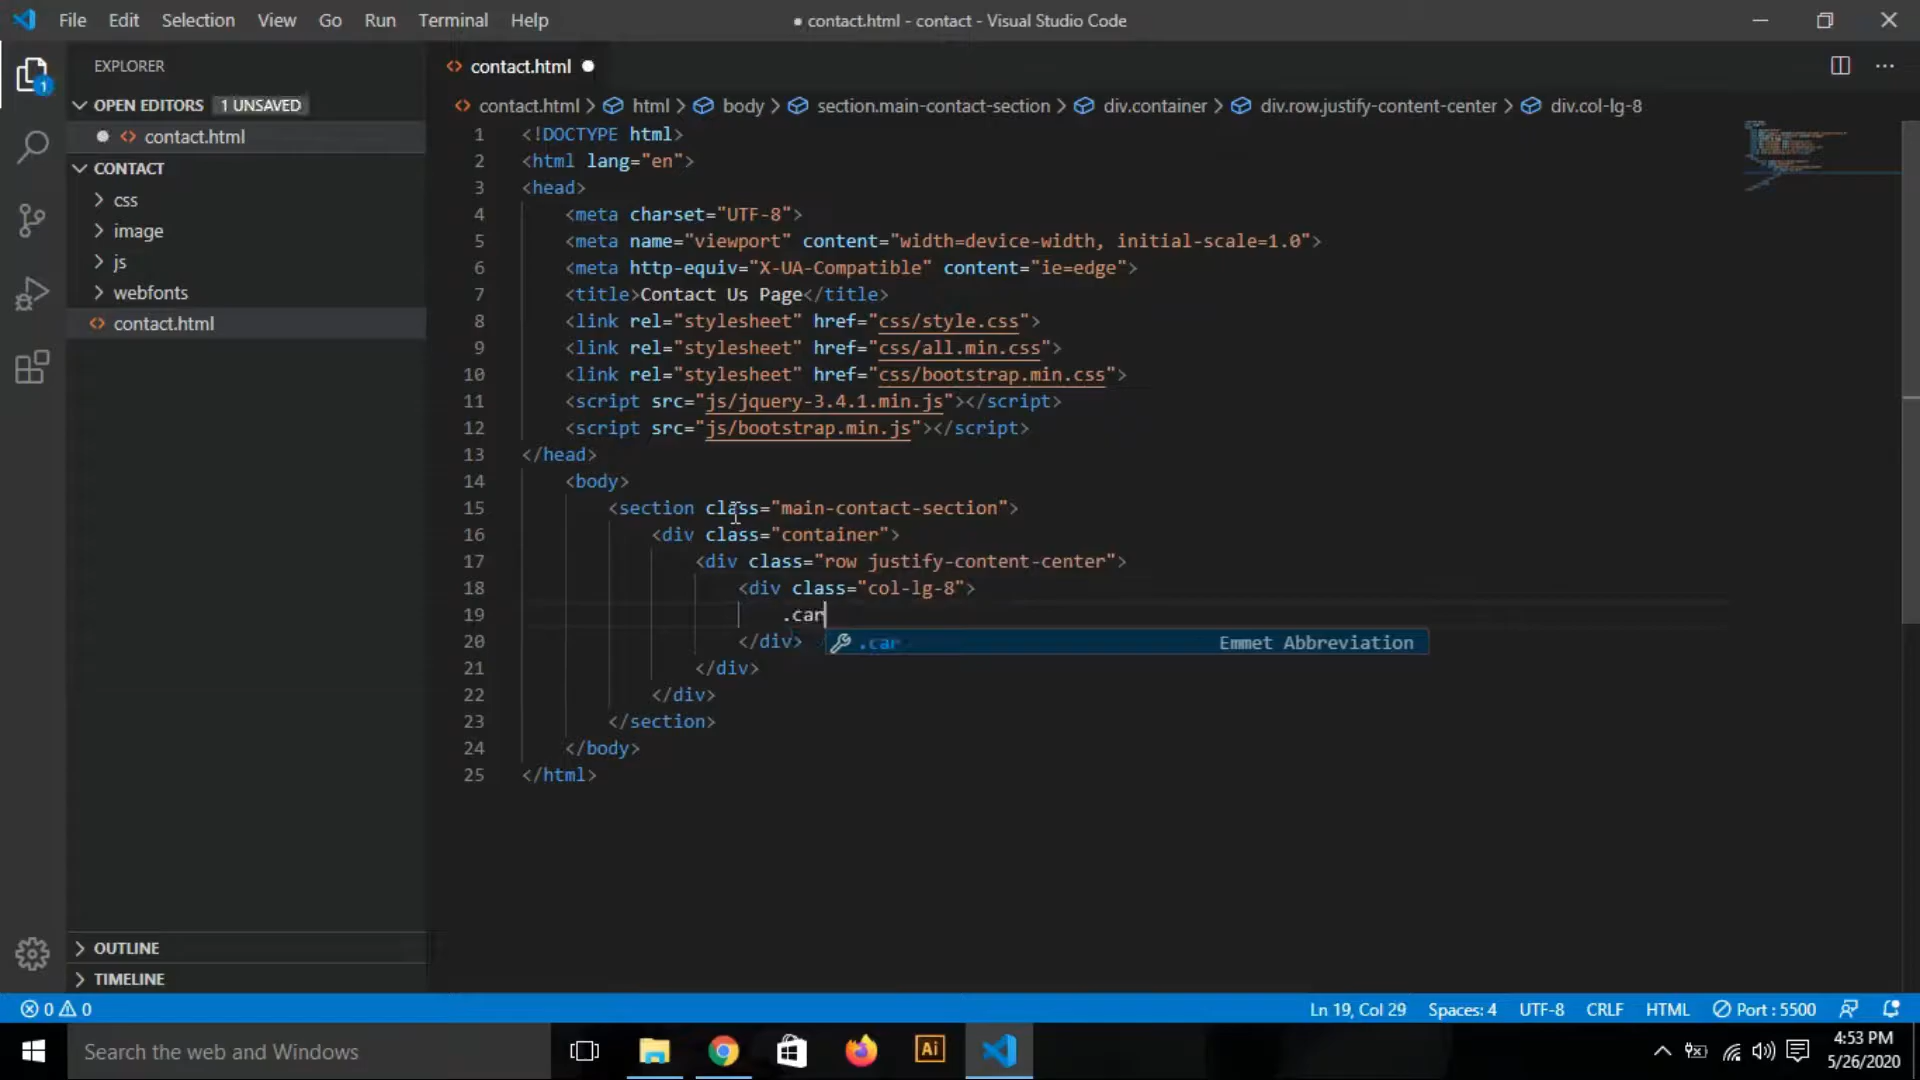 File Edit Selection View Go Run Terminal Help
● contact.html - contact - Visual Studio Code
EXPLORER
OPEN EDITORS 1 UNSAVED
contact.html
CONTACT
css
image
js
webfonts
contact.html
OUTLINE
TIMELINE
1
contact.html
contact.html > html > body > section.main-contact-section > div.container > div.row.justify-content-center > div.col-lg-8
1 <!DOCTYPE html>
2 <html lang="en">
3 <head>
4 <meta charset="UTF-8">
5 <meta name="viewport" content="width=device-width, initial-scale=1.0">
6 <meta http-equiv="X-UA-Compatible" content="ie=edge">
7 <title>Contact Us Page</title>
8 <link rel="stylesheet" href="css/style.css">
9 <link rel="stylesheet" href="css/all.min.css">
10 <link rel="stylesheet" href="css/bootstrap.min.css">
11 <script src="js/jquery-3.4.1.min.js"></script>
12 <script src="js/bootstrap.min.js"></script>
13 </head>
14 <body>
15 <section class="main-contact-section">
16 <div class="container">
17 <div class="row justify-content-center">
18 <div class="col-lg-8">
19 .car
20 </div>
.car Emmet Abbreviation
21 </div>
22 </div>
23 </section>
24 </body>
25 </html>
0 0
Ln 19, Col 29 Spaces: 4 UTF-8 CRLF HTML Port : 5500
Search the web and Windows
Ai
4:53 PM
5/26/2020